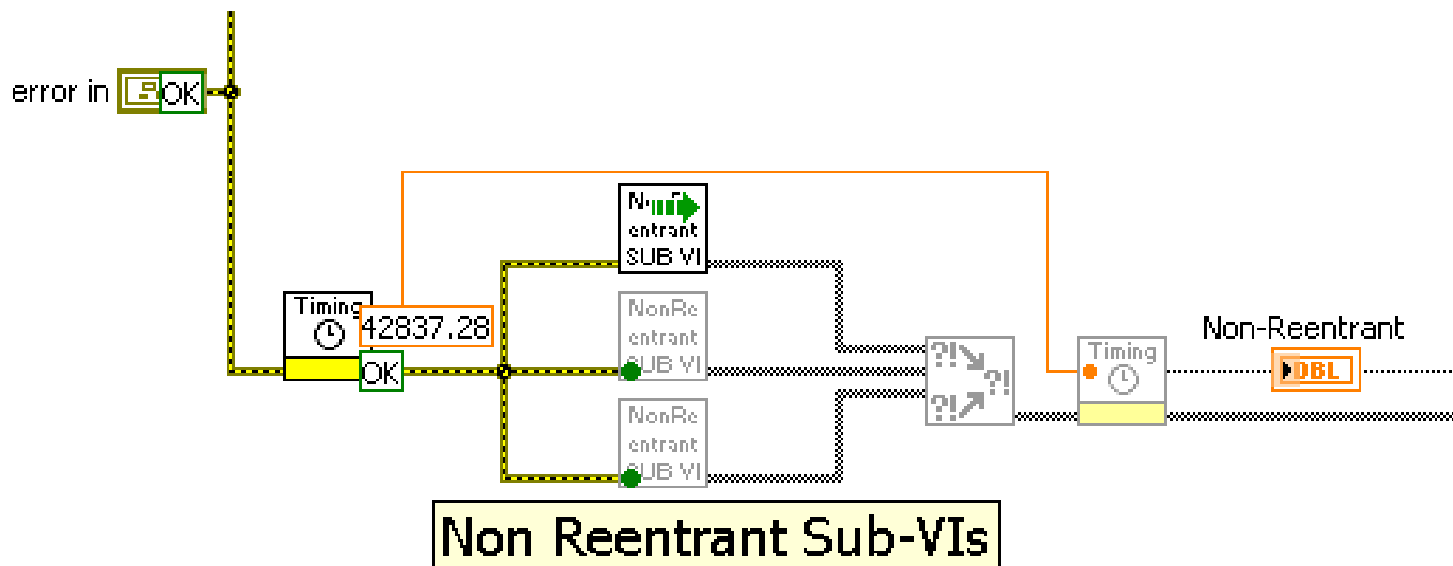 error in
OK
NonRe
entrant
SUB VI
Timing
42837.28
OK
NonRe
entrant
SUB VI
Non-Reentrant
DBL
?!
?!
?!
Timing
NonRe
entrant
SUB VI
Non Reentrant Sub-VIs